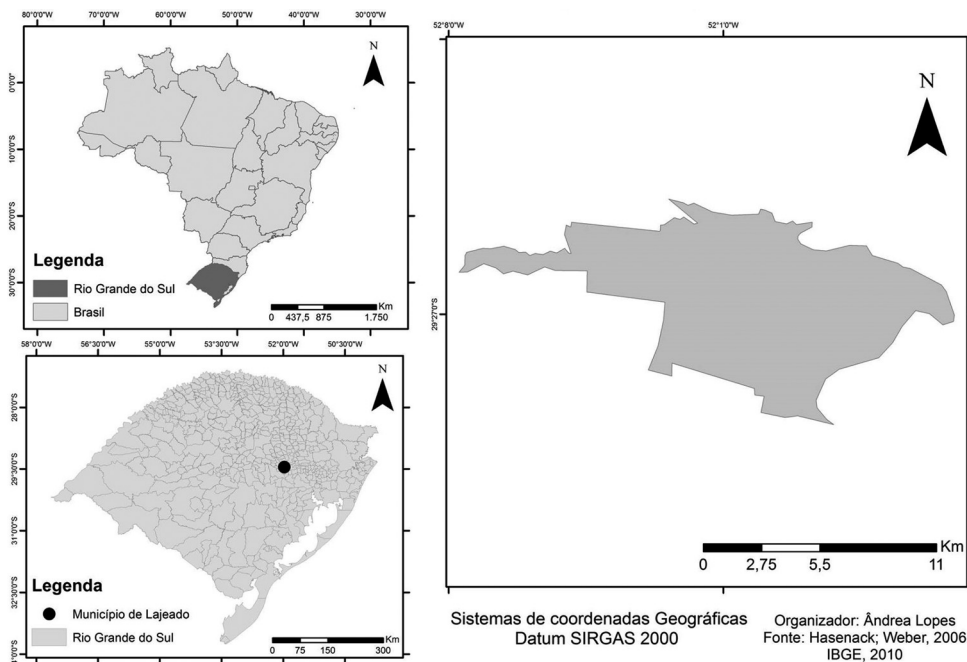 80°0'0"W 70°0'0"W 60°0'0"W 50°0'0"W 40°0'0"W 30°0'0"W
N
0°0'0"
10°0'0"S
20°0'0"S
30°0'0"S
Legenda
Rio Grande do Sul
Brasil
Km
0 437,5 875 1.750
58°0'0"W 56°30'0"W 55°0'0"W 53°30'0"W 52°0'0"W 50°30'0"W
N
28°0'0"S
29°30'0"S
31°0'0"S
32°30'0"S
Legenda
Município de Lajeado
Rio Grande do Sul
Km
0 75 150 300
52°8'0"W 52°1'0"W
N
29°27'0"S
Km
0 2,75 5,5 11
Sistemas de coordenadas Geográficas
Datum SIRGAS 2000
Organizador: Ândrea Lopes
Fonte: Hasenack; Weber, 2006
IBGE, 2010